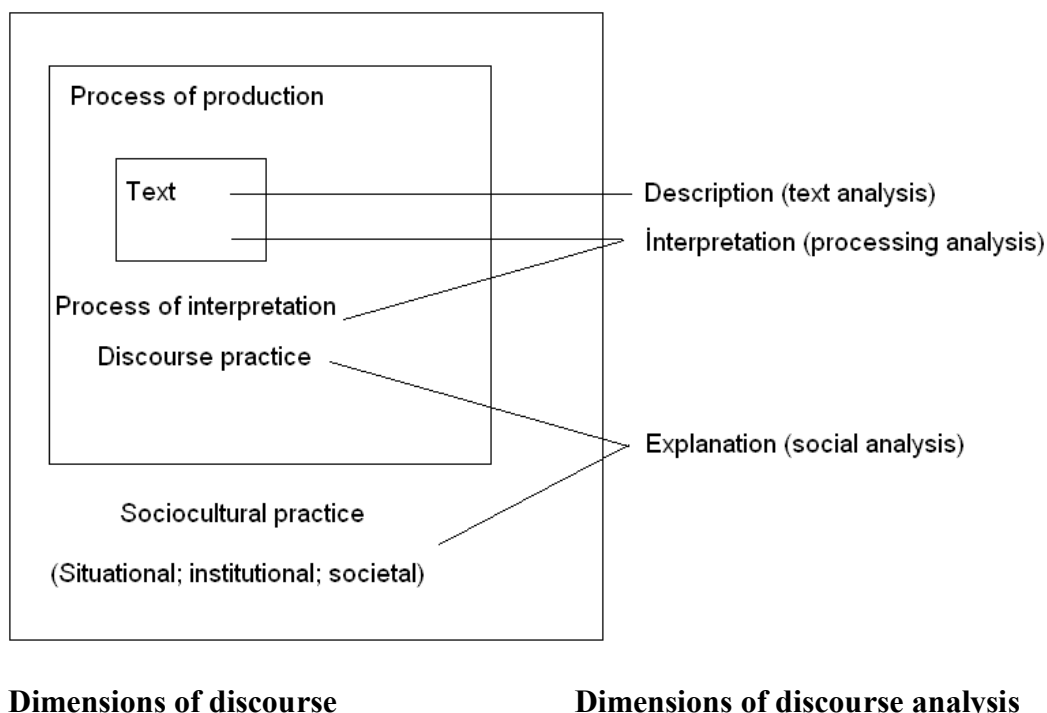 Process of production
Text
Description (text analysis)
İnterpretation (processing analysis)
Process of interpretation
Discourse practice
Explanation (social analysis)
Sociocultural practice
(Situational; institutional; societal)
Dimensions of discourse
Dimensions of discourse analysis